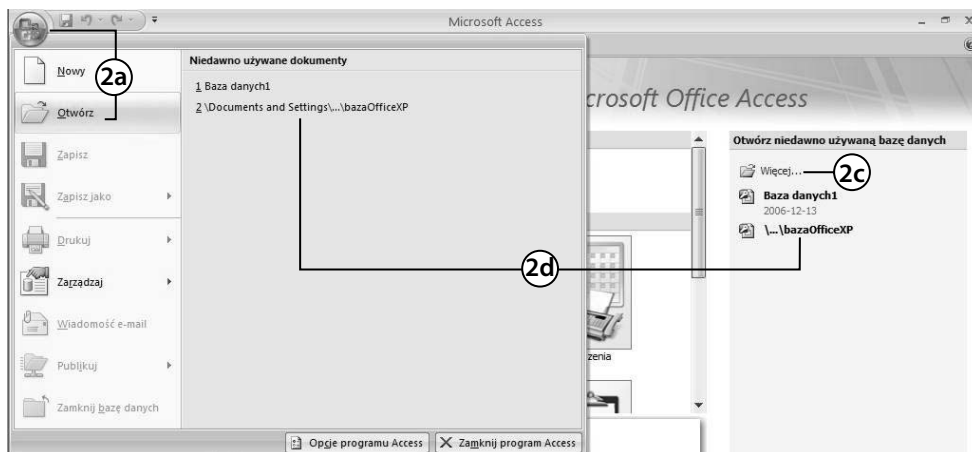 Microsoft Access
Nowy
Otwórz
Zapisz
Zapisz jako
Drukuj
Zarządzaj
Wiadomość e-mail
Publikuj
Zamknij bazę danych
2a
Niedawno używane dokumenty
1 Baza danych1
2 \Documents and Settings\...\bazaOfficeXP
2d
Opcje programu Access
Zamknij program Access
crosoft Office Access
zenia
Otwórz niedawno używaną bazę danych
Więcej...
2c
Baza danych1
2006-12-13
\...\bazaOfficeXP